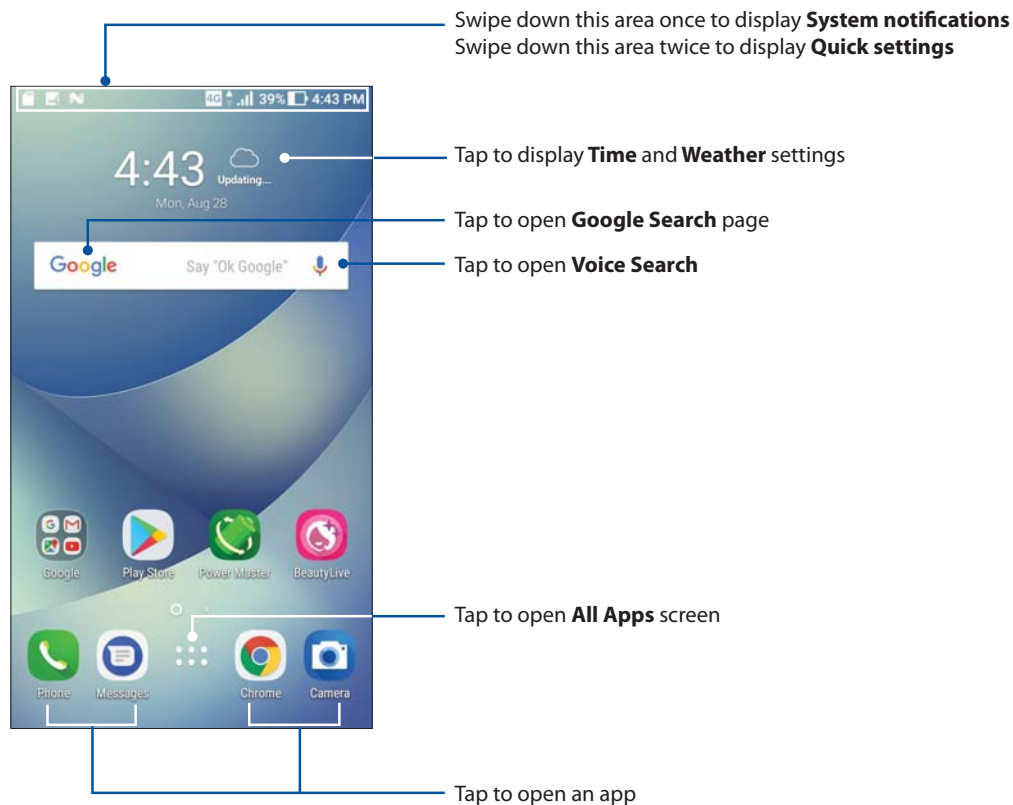 Swipe down this area once to display System notifications
Swipe down this area twice to display Quick settings
4G 39% 4:43 PM
4:43
Updating...
Mon, Aug 28
Tap to display Time and Weather settings
Tap to open Google Search page
Google Say "Ok Google"
Tap to open Voice Search
Google Play Store Power Master BeautyLive
Tap to open All Apps screen
Phone Messages Chrome Camera
Tap to open an app